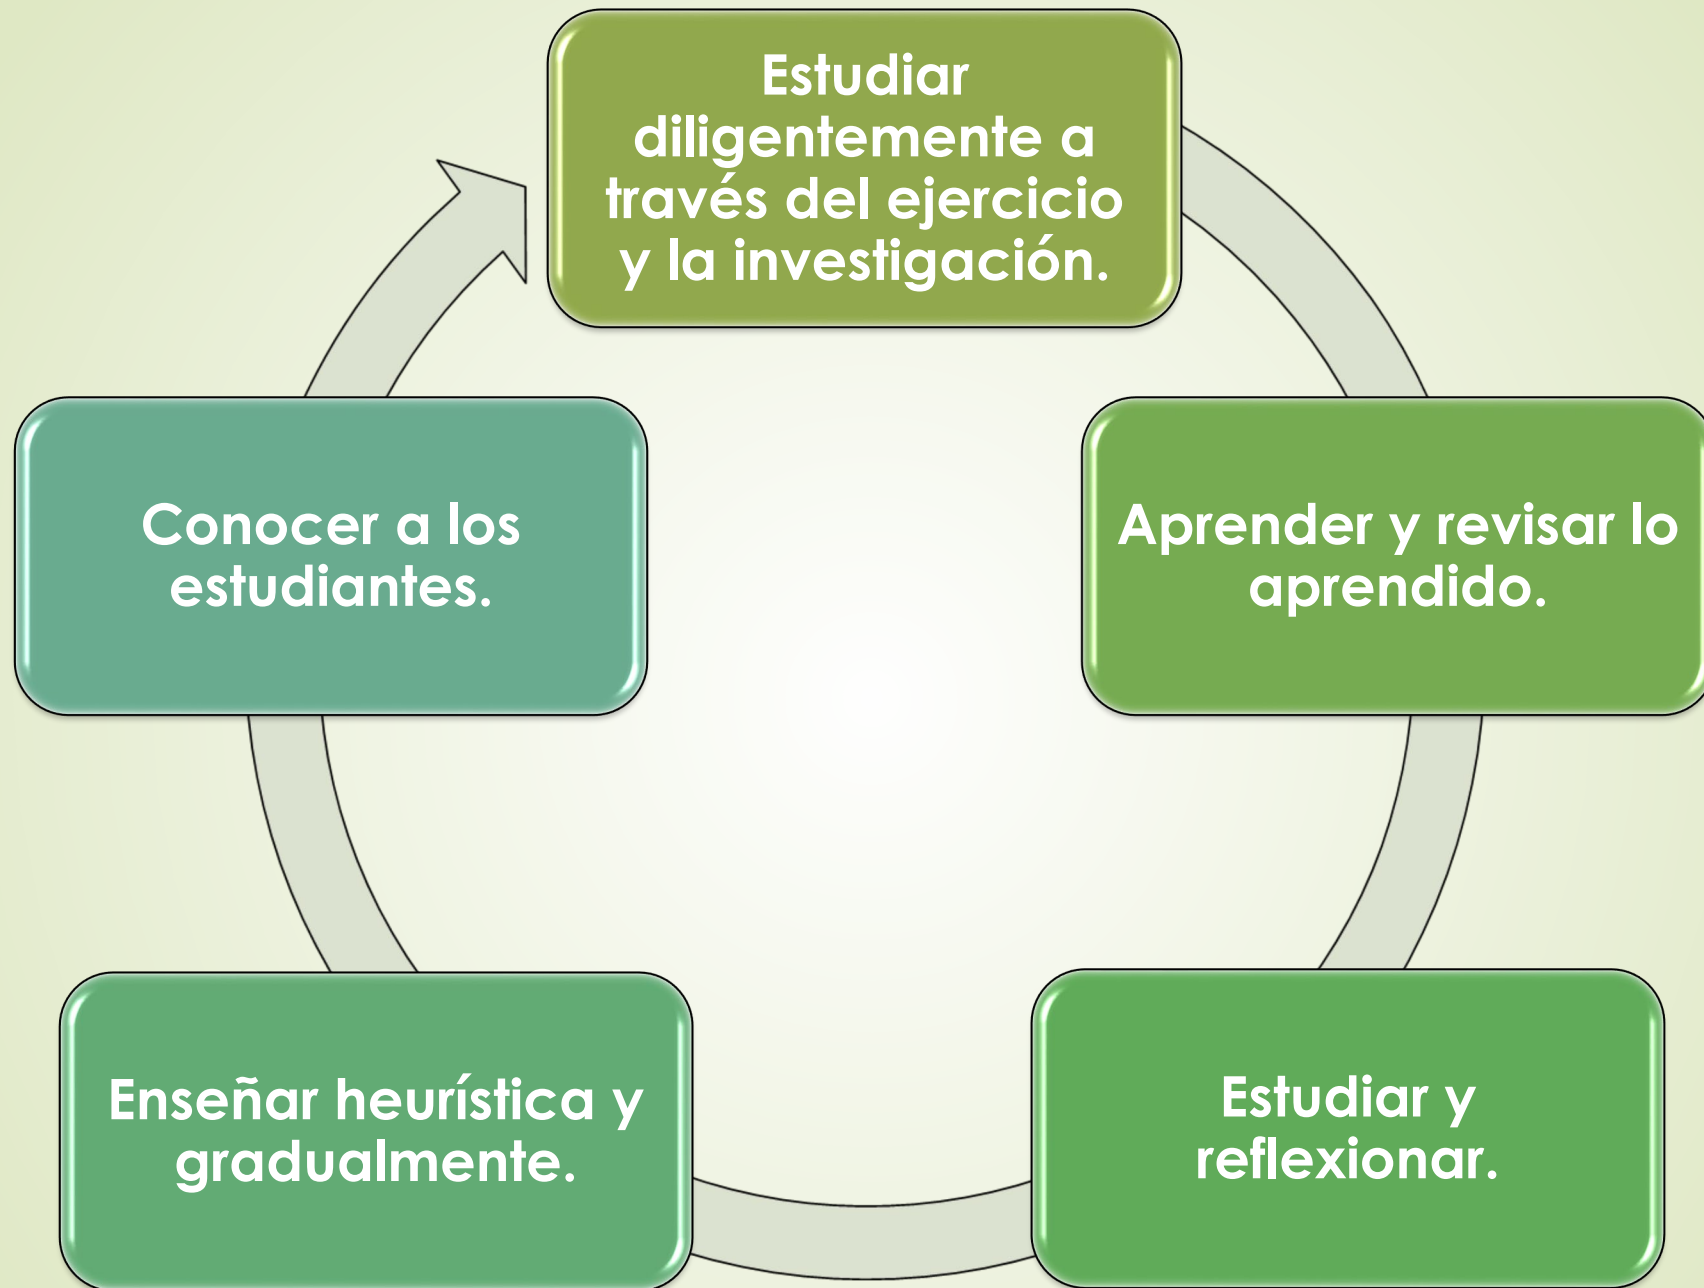 Estudiar
diligentemente a
través del ejercicio
y la investigación.
Aprender y revisar lo
aprendido.
Estudiar y
reflexionar.
Enseñar heurística y
gradualmente.
Conocer a los
estudiantes.